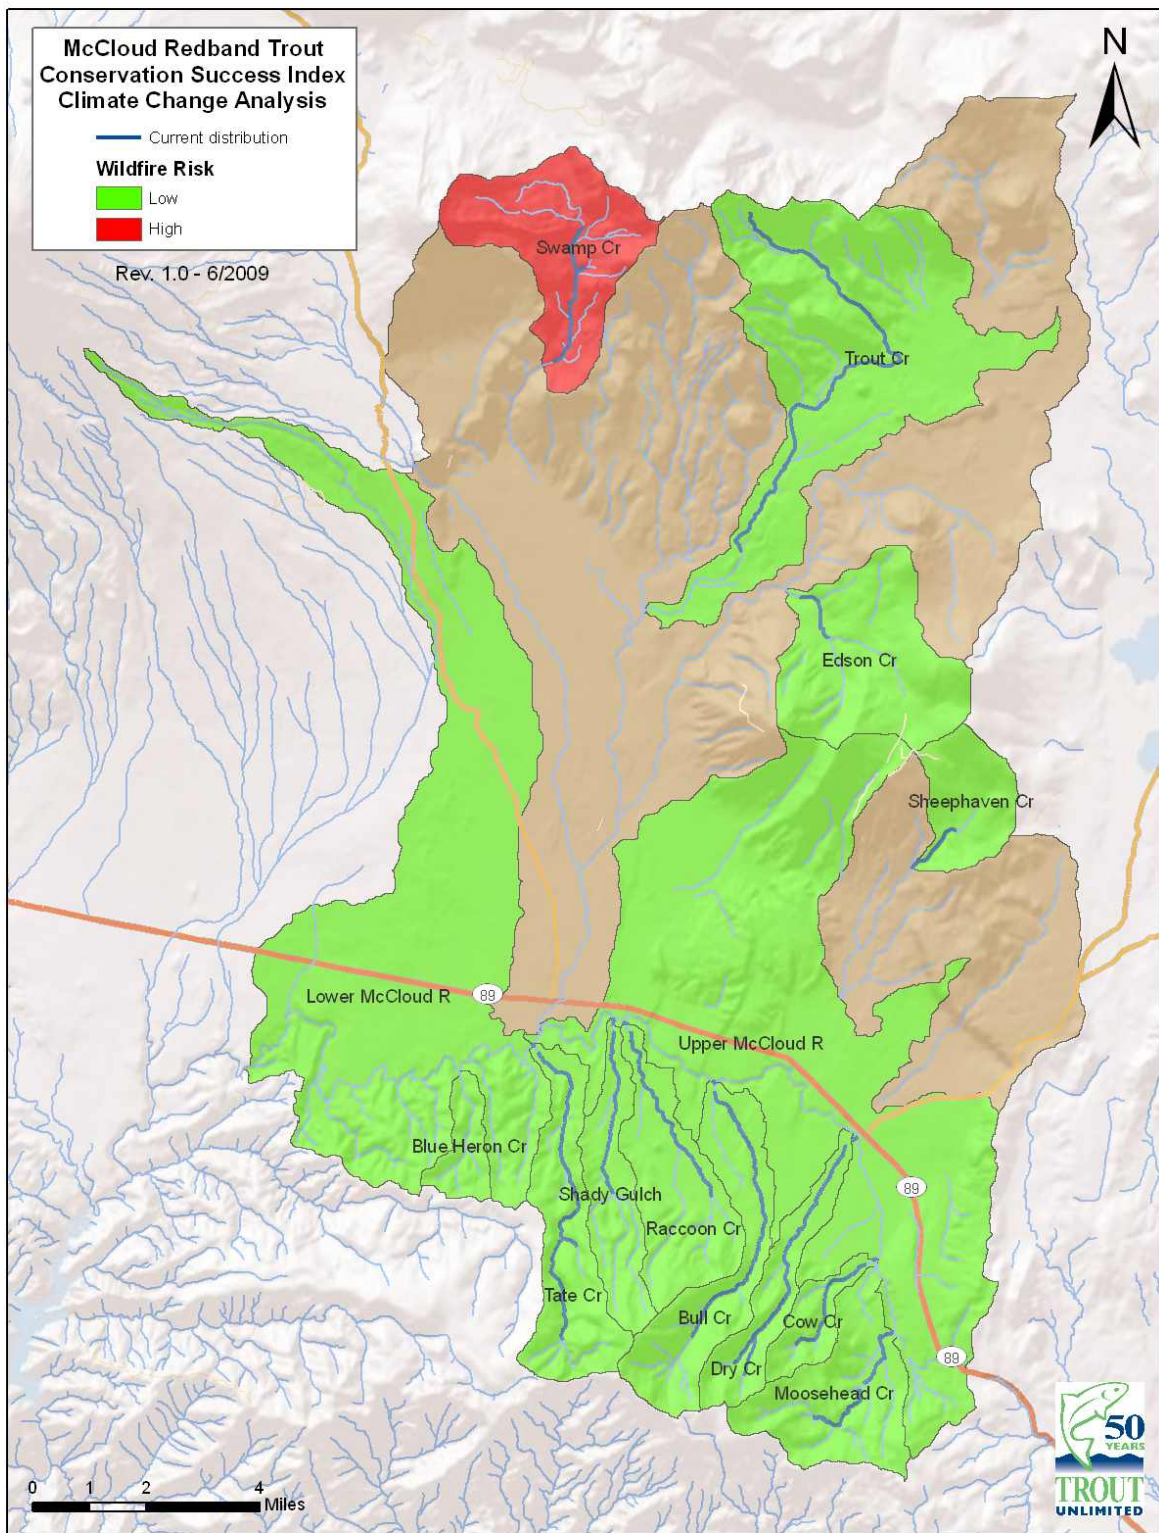 McCloud Redband Trout
Conservation Success Index
Climate Change Analysis
Current distribution
Wildfire Risk
Low
High
Rev. 1.0 - 6/2009
N
Swamp Cr
Trout Cr
Edson Cr
Sheephaven Cr
Lower McCloud R
89
Upper McCloud R
Blue Heron Cr
Shady Gulch
89
Raccoon Cr
Tate Cr
Bull Cr
Cow Cr
Dry Cr
89
Moosehead Cr
0 1 2 4
Miles
50
YEARS
TROUT
UNLIMITED